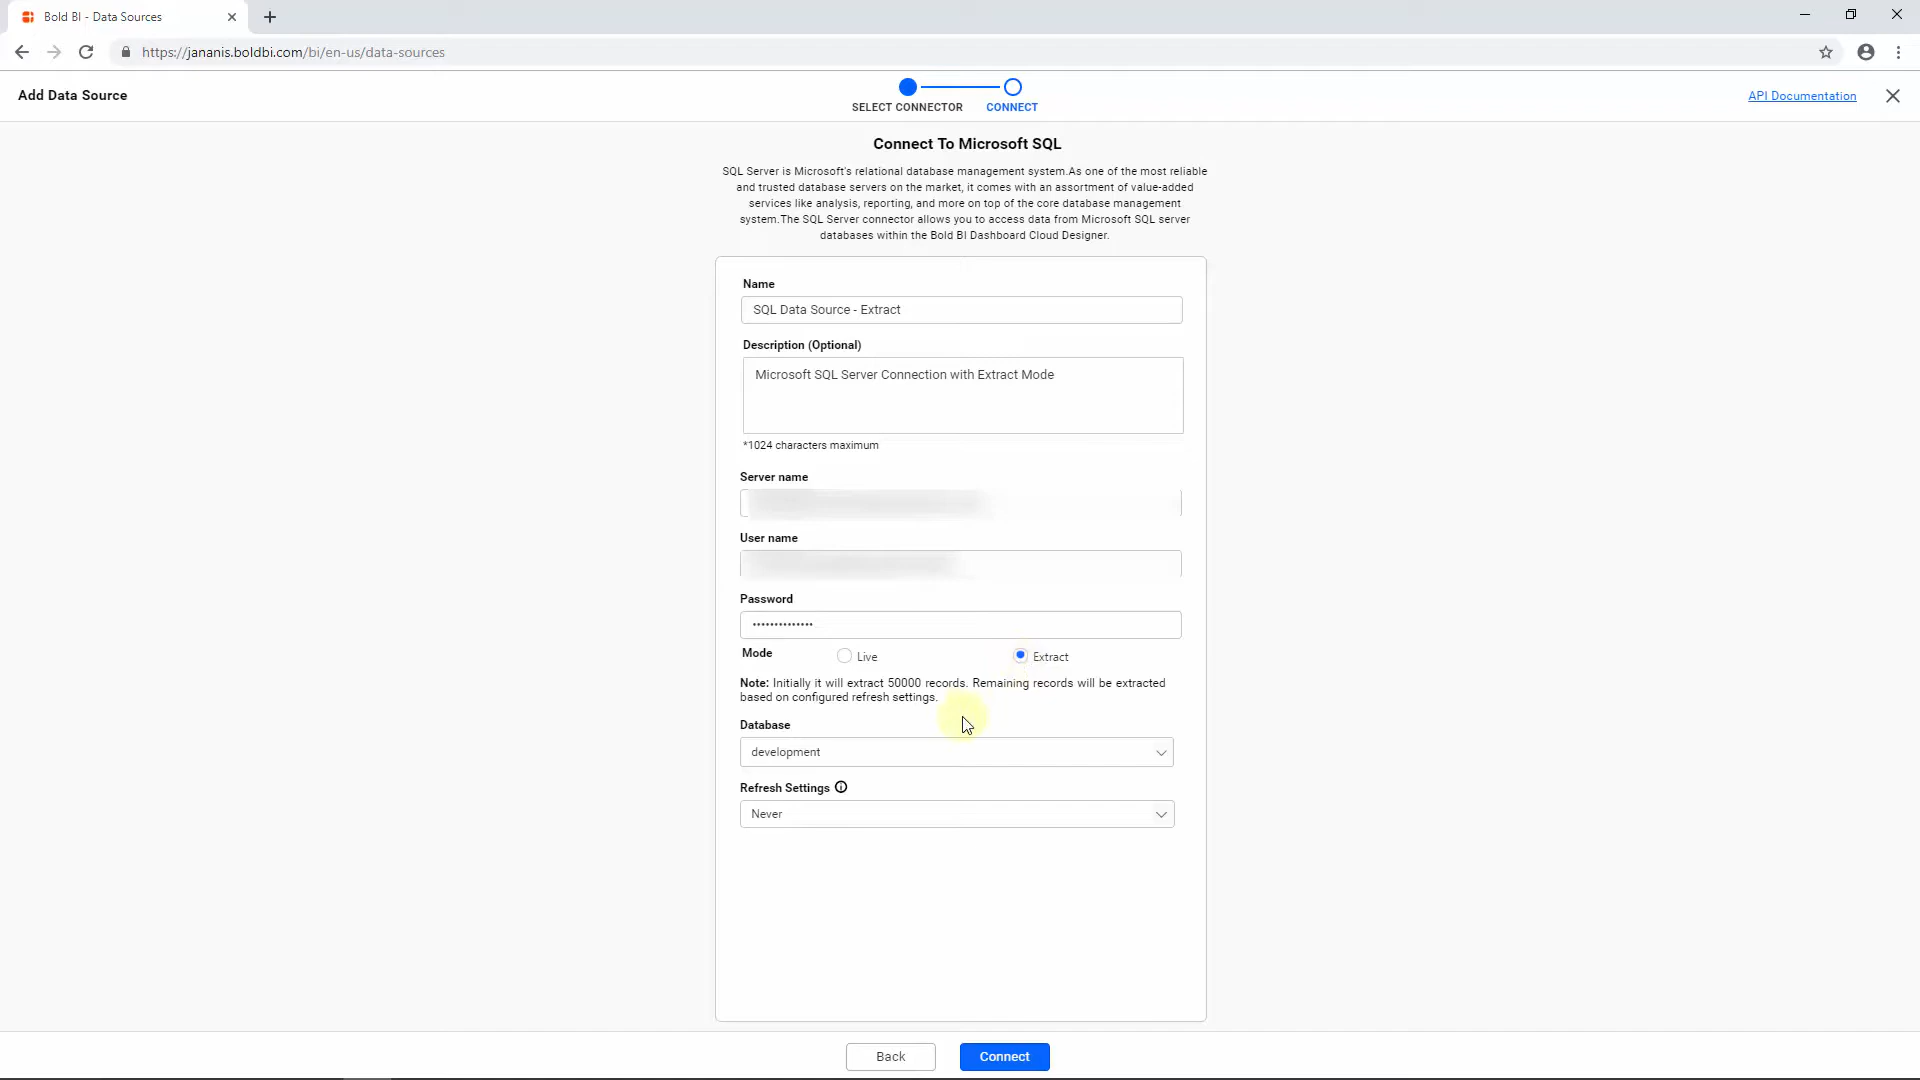 Bold BI - Data Sources
https://jananis.boldbi.com/bi/en-us/data-sources
Add Data Source
SELECT CONNECTOR
CONNECT
API Documentation
Connect To Microsoft SQL
SQL Server is Microsoft's relational database management system.As one of the most reliable
and trusted database servers on the market, it comes with an assortment of value-added
services like analysis, reporting, and more on top of the core database management
system.The SQL Server connector allows you to access data from Microsoft SQL server
databases within the Bold BI Dashboard Cloud Designer.
Name
SQL Data Source - Extract
Description (Optional)
Microsoft SQL Server Connection with Extract Mode
*1024 characters maximum
Server name
User name
Password
••••••••••••••
Mode
Live
Extract
Note: Initially it will extract 50000 records. Remaining records will be extracted
based on configured refresh settings.
Database
development
Refresh Settings
Never
Back
Connect